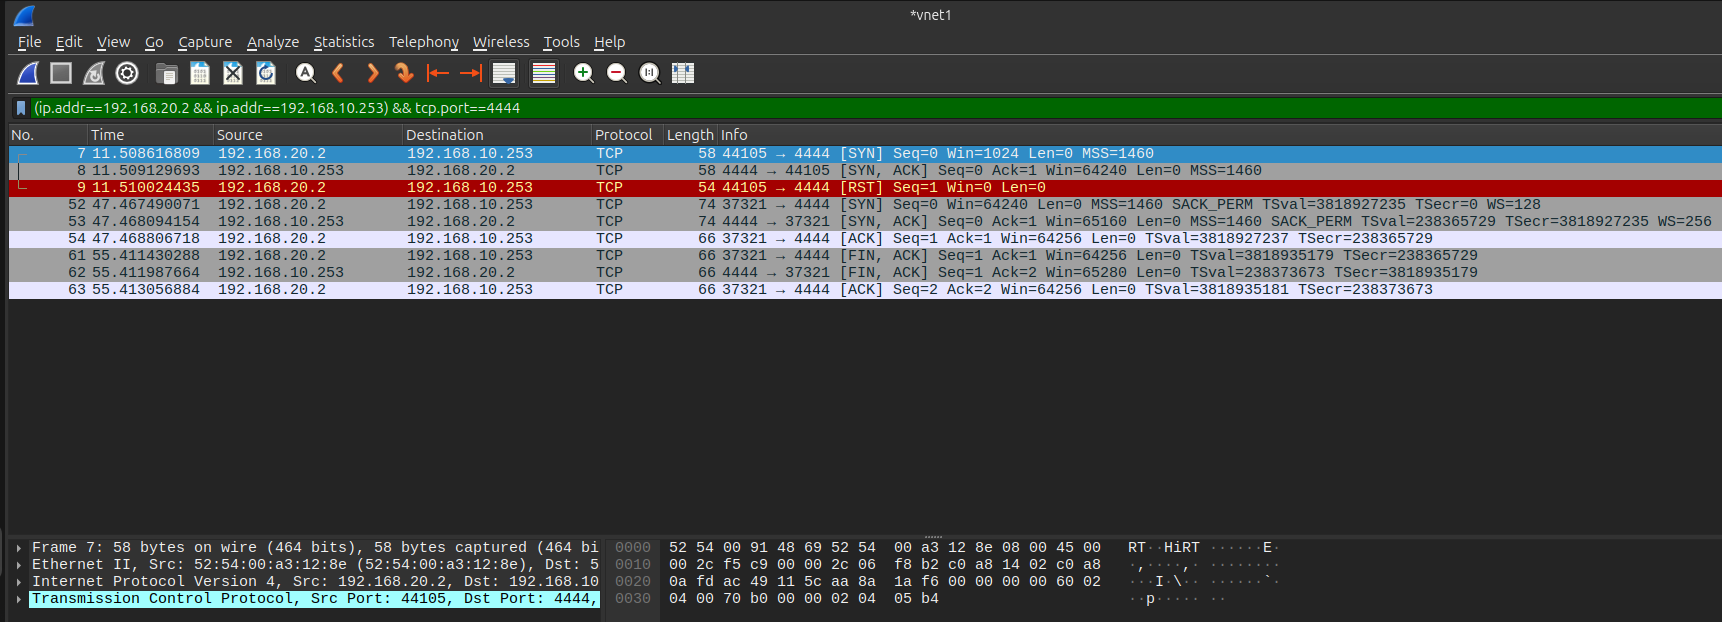 *vnet1
File Edit View Go Capture Analyze Statistics Telephony Wireless Tools Help
(ip.addr==192.168.20.2 && ip.addr==192.168.10.253) && tcp.port==4444
No. Time Source Destination Protocol Length Info
7 11.508616809 192.168.20.2 192.168.10.253 TCP 58 44105 → 4444 [SYN] Seq=0 Win=1024 Len=0 MSS=1460
8 11.509129693 192.168.10.253 192.168.20.2 TCP 58 4444 → 44105 [SYN, ACK] Seq=0 Ack=1 Win=64240 Len=0 MSS=1460
9 11.510024435 192.168.20.2 192.168.10.253 TCP 54 44105 → 4444 [RST] Seq=1 Win=0 Len=0
52 47.467490071 192.168.20.2 192.168.10.253 TCP 74 37321 → 4444 [SYN] Seq=0 Win=64240 Len=0 MSS=1460 SACK_PERM TSval=3818927235 TSecr=0 WS=128
53 47.468094154 192.168.10.253 192.168.20.2 TCP 74 4444 → 37321 [SYN, ACK] Seq=0 Ack=1 Win=65160 Len=0 MSS=1460 SACK_PERM TSval=238365729 TSecr=3818927235 WS=256
54 47.468806718 192.168.20.2 192.168.10.253 TCP 66 37321 → 4444 [ACK] Seq=1 Ack=1 Win=64256 Len=0 TSval=3818927237 TSecr=238365729
61 55.411430288 192.168.20.2 192.168.10.253 TCP 66 37321 → 4444 [FIN, ACK] Seq=1 Ack=1 Win=64256 Len=0 TSval=3818935179 TSecr=238365729
62 55.411987664 192.168.10.253 192.168.20.2 TCP 66 4444 → 37321 [FIN, ACK] Seq=1 Ack=2 Win=65280 Len=0 TSval=238373673 TSecr=3818935179
63 55.413056884 192.168.20.2 192.168.10.253 TCP 66 37321 → 4444 [ACK] Seq=2 Ack=2 Win=64256 Len=0 TSval=3818935181 TSecr=238373673
Frame 7: 58 bytes on wire (464 bits), 58 bytes captured (464 bi
Ethernet II, Src: 52:54:00:a3:12:8e (52:54:00:a3:12:8e), Dst: 5
Internet Protocol Version 4, Src: 192.168.20.2, Dst: 192.168.10
Transmission Control Protocol, Src Port: 44105, Dst Port: 4444,
0000 52 54 00 91 48 69 52 54 00 a3 12 8e 08 00 45 00 RT··HiRT ······E·
0010 00 2c f5 c9 00 00 2c 06 f8 b2 c0 a8 14 02 c0 a8 ·,····,· ········
0020 0a fd ac 49 11 5c aa 8a 1a f6 00 00 00 00 60 02 ···I·\·· ······`·
0030 04 00 70 b0 00 00 02 04 05 b4 ··p····· ··